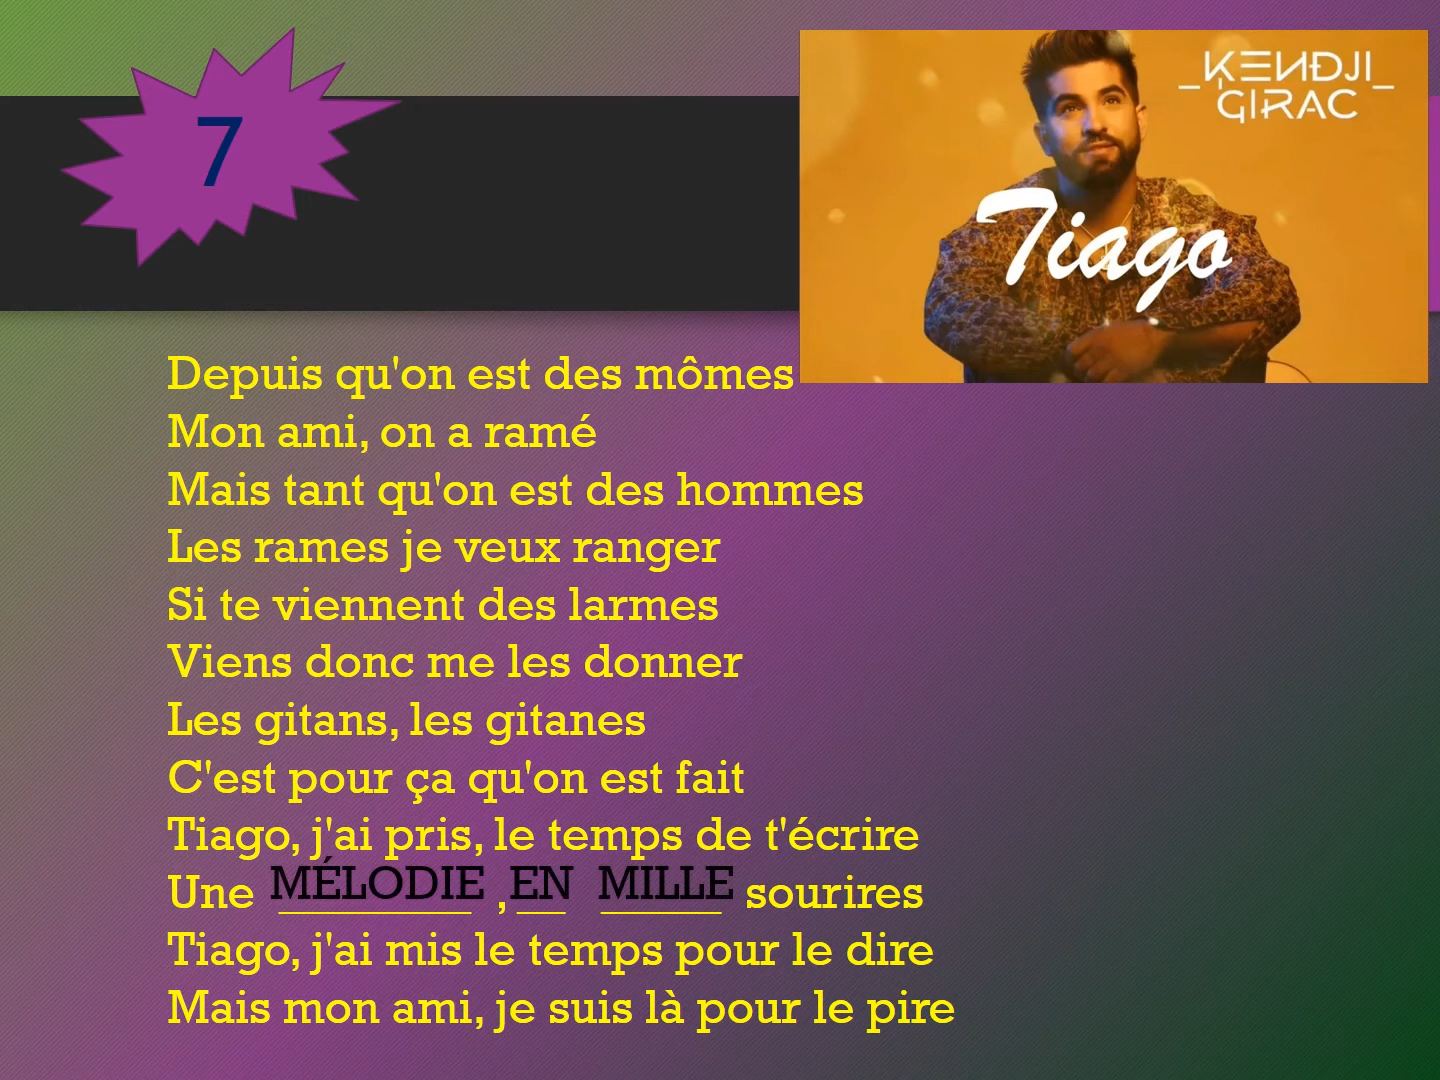 7
KENDJI
GIRAC
Tiago
Depuis qu'on est des mômes
Mon ami, on a ramé
Mais tant qu'on est des hommes
Les rames je veux ranger
Si te viennent des larmes
Viens donc me les donner
Les gitans, les gitanes
C'est pour ça qu'on est fait
Tiago, j'ai pris, le temps de t'écrire
Une MÉLODIE , EN MILLE sourires
Tiago, j'ai mis le temps pour le dire
Mais mon ami, je suis là pour le pire